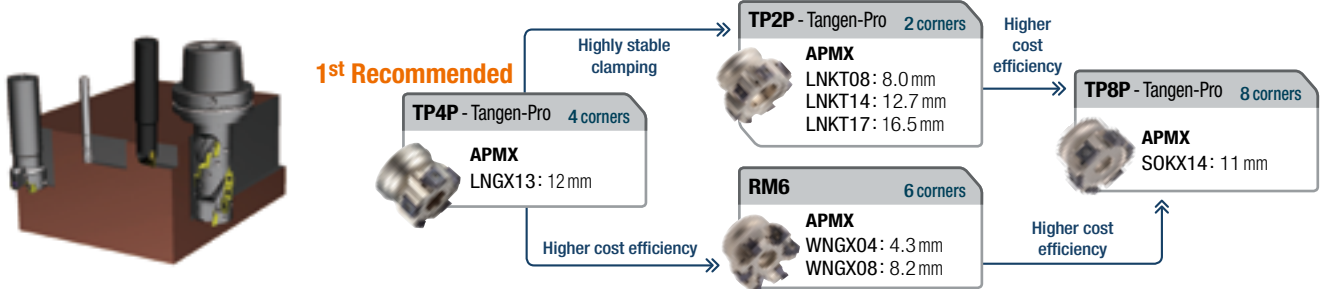 1st Recommended
TP4P - Tangen-Pro 4 corners
APMX
LNGX13: 12 mm
Highly stable
clamping
Higher cost efficiency
TP2P - Tangen-Pro 2 corners
APMX
LNKT08: 8.0 mm
LNKT14: 12.7 mm
LNKT17: 16.5 mm
RM6 6 corners
APMX
WNGX04: 4.3 mm
WNGX08: 8.2 mm
Higher
cost
efficiency
Higher cost
efficiency
TP8P - Tangen-Pro 8 corners
APMX
SOKX14: 11 mm